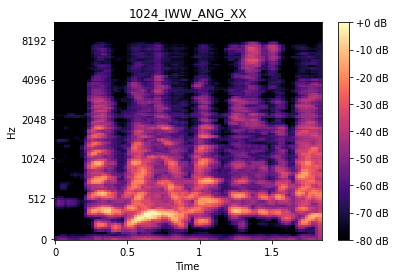 1024_IWW_ANG_XX
+0 dB
8192
-10 dB
4096
-20 dB
-30 dB
2048
-40 dB
Hz
1024
-50 dB
512
-60 dB
-70 dB
0
-80 dB
0 0.5 1 1.5
Time